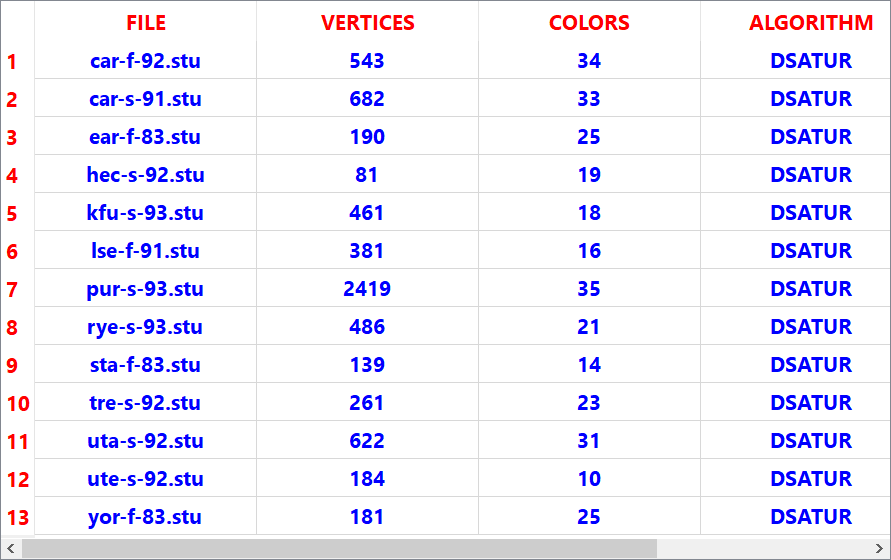 FILE VERTICES COLORS ALGORITHM
1 car-f-92.stu 543 34 DSATUR
2 car-s-91.stu 682 33 DSATUR
3 ear-f-83.stu 190 25 DSATUR
4 hec-s-92.stu 81 19 DSATUR
5 kfu-s-93.stu 461 18 DSATUR
6 lse-f-91.stu 381 16 DSATUR
7 pur-s-93.stu 2419 35 DSATUR
8 rye-s-93.stu 486 21 DSATUR
9 sta-f-83.stu 139 14 DSATUR
10 tre-s-92.stu 261 23 DSATUR
11 uta-s-92.stu 622 31 DSATUR
12 ute-s-92.stu 184 10 DSATUR
13 yor-f-83.stu 181 25 DSATUR